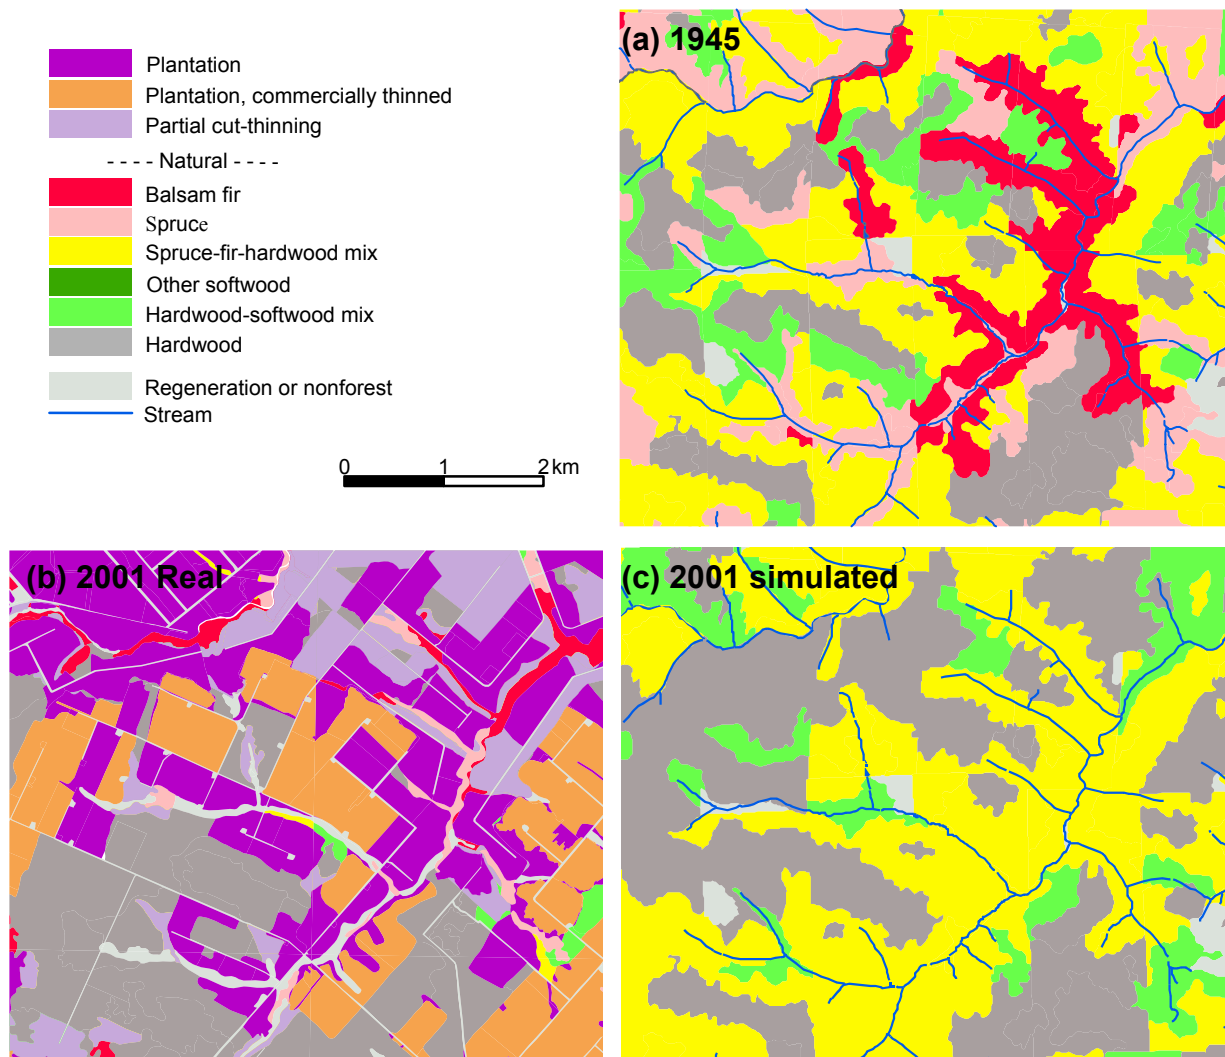 (a) 1945
Plantation
Plantation, commercially thinned
Partial cut-thinning
- - - - Natural - - - -
Balsam fir
Spruce
Spruce-fir-hardwood mix
Other softwood
Hardwood-softwood mix
Hardwood
Regeneration or nonforest
Stream
0 1 2 km
(b) 2001 Real
(c) 2001 simulated